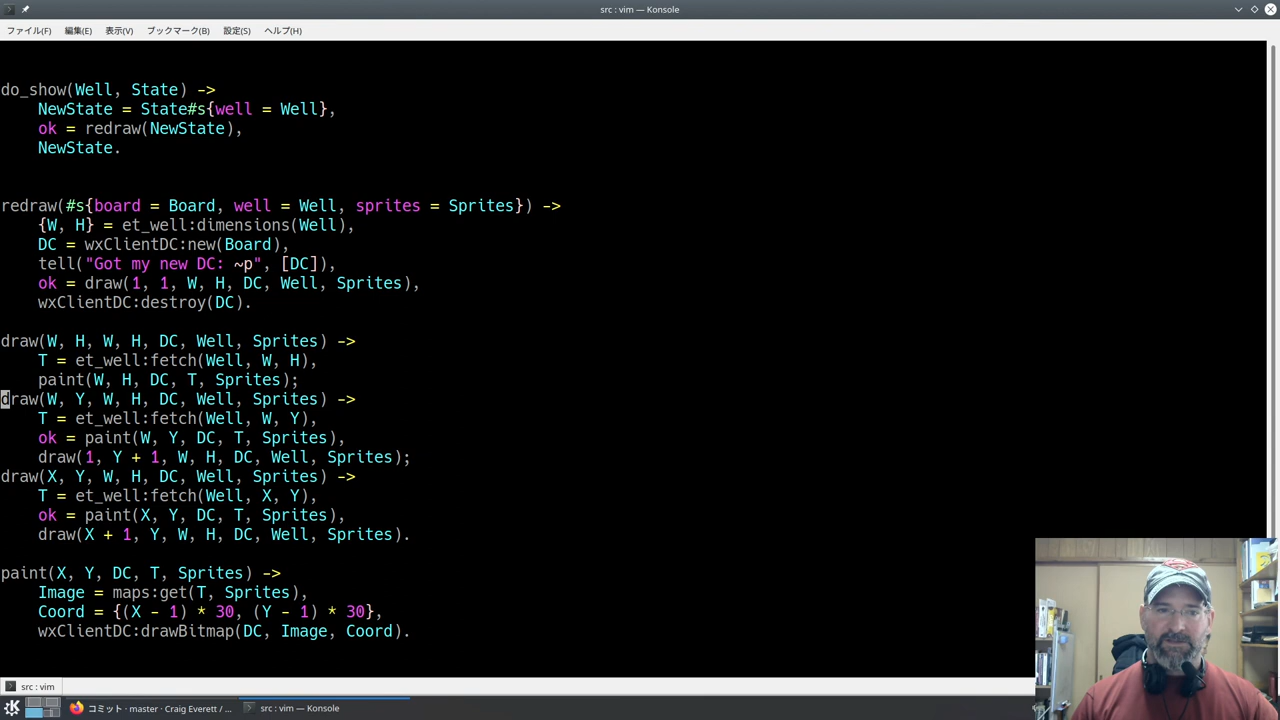 src : vim — Konsole
ファイル(F) 編集(E) 表示(V) ブックマーク(B) 設定(S) ヘルプ(H)
do_show(Well, State) ->
    NewState = State#s{well = Well},
    ok = redraw(NewState),
    NewState.
redraw(#s{board = Board, well = Well, sprites = Sprites}) ->
    {W, H} = et_well:dimensions(Well),
    DC = wxClientDC:new(Board),
    tell("Got my new DC: ~p", [DC]),
    ok = draw(1, 1, W, H, DC, Well, Sprites),
    wxClientDC:destroy(DC).
draw(W, H, W, H, DC, Well, Sprites) ->
    T = et_well:fetch(Well, W, H),
    paint(W, H, DC, T, Sprites);
draw(W, Y, W, H, DC, Well, Sprites) ->
    T = et_well:fetch(Well, W, Y),
    ok = paint(W, Y, DC, T, Sprites),
    draw(1, Y + 1, W, H, DC, Well, Sprites);
draw(X, Y, W, H, DC, Well, Sprites) ->
    T = et_well:fetch(Well, X, Y),
    ok = paint(X, Y, DC, T, Sprites),
    draw(X + 1, Y, W, H, DC, Well, Sprites).
paint(X, Y, DC, T, Sprites) ->
    Image = maps:get(T, Sprites),
    Coord = {(X - 1) * 30, (Y - 1) * 30},
    wxClientDC:drawBitmap(DC, Image, Coord).
src : vim
コミット · master · Craig Everett / ...
src : vim — Konsole